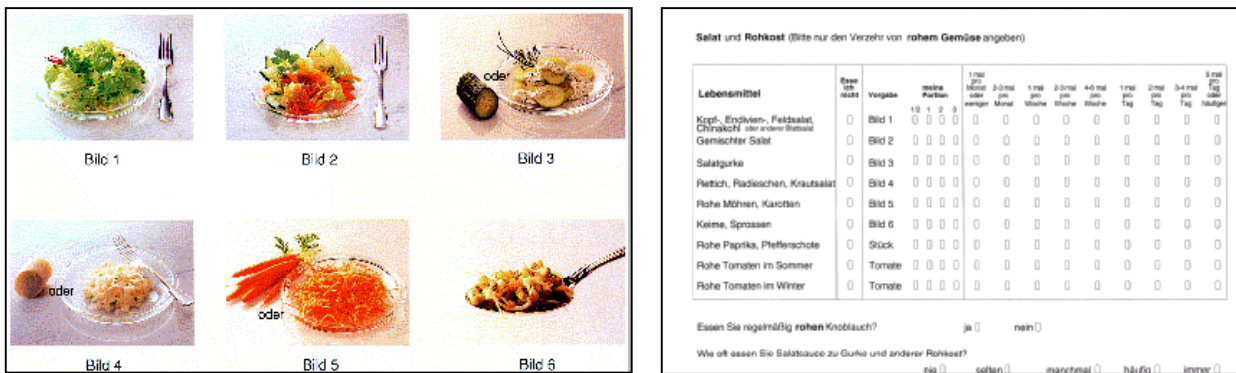 oder
Bild 1
Bild 2
Bild 3
oder
oder
Bild 4
Bild 5
Bild 6
Salat und Rohkost (Bitte nur den Verzehr von rohem Gemüse angeben)
Lebensmittel
Esse ich nicht
Vorgabe
meine Portion
1/2 1 2 3
1 mal pro Monat oder weniger
2-3 mal pro Monat
1 mal pro Woche
2-3 mal pro Woche
4-6 mal pro Woche
1 mal pro Tag
2 mal pro Tag
3-4 mal pro Tag
5 mal pro Tag oder häufiger
Kopf-, Endivien-, Feldsalat, Bild 1
Chinakohl oder anderer Blattsalat
Gemischter Salat Bild 2
Salatgurke Bild 3
Rettich, Radieschen, Krautsalat Bild 4
Rohe Möhren, Karotten Bild 5
Keime, Sprossen Bild 6
Rohe Paprika, Pfefferschote Stück
Rohe Tomaten im Sommer Tomate
Rohe Tomaten im Winter Tomate
Essen Sie regelmäßig rohen Knoblauch? ja nein
Wie oft essen Sie Salatsauce zu Gurke und anderer Rohkost?
nie selten manchmal häufig immer